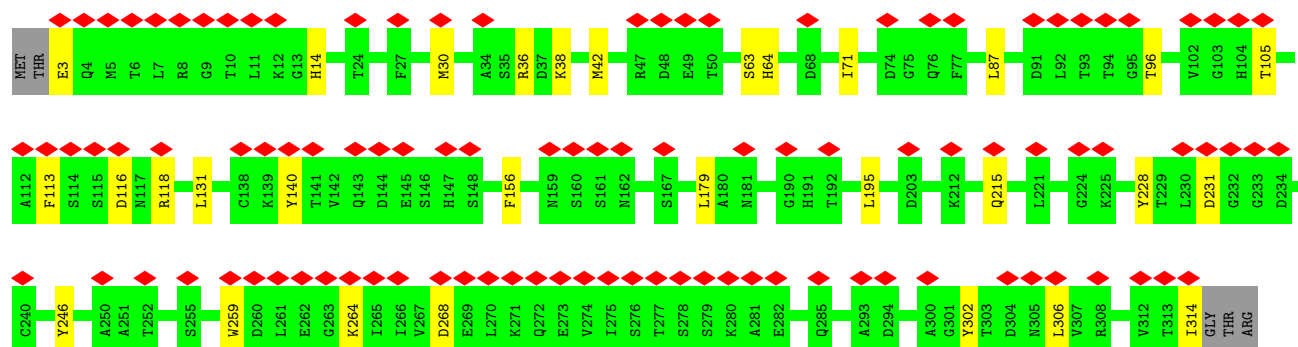 MET THR E3 Q4 M5 T6 L7 R8 G9 T10 L11 K12 G13 H14 T24 F27 M30 A34 S35 R36 D37 K38 M42 R47 D48 E49 T50 S63 H64 D68 I71 D74 G75 Q76 F77 L87 D91 L92 T93 T94 G95 T96 V102 G103 H104 T105
A112 F113 S114 S115 D116 N117 R118 L131 C138 K139 Y140 T141 V142 Q143 D144 E145 S146 H147 S148 F156 N159 S160 S161 N162 S167 L179 A180 N181 G190 H191 T192 L195 D203 K212 Q215 L221 G224 K225 Y228 T229 L230 D231 G232 G233 D234
C240 Y246 A250 A251 T252 S255 W259 D260 L261 E262 G263 K264 I265 I266 V267 D268 E269 L270 K271 Q272 E273 V274 I275 S276 T277 S278 S279 K280 A281 E282 Q285 A293 D294 A300 G301 Y302 T303 D304 N305 L306 V307 R308 V312 T313 I314 GLY THR ARG